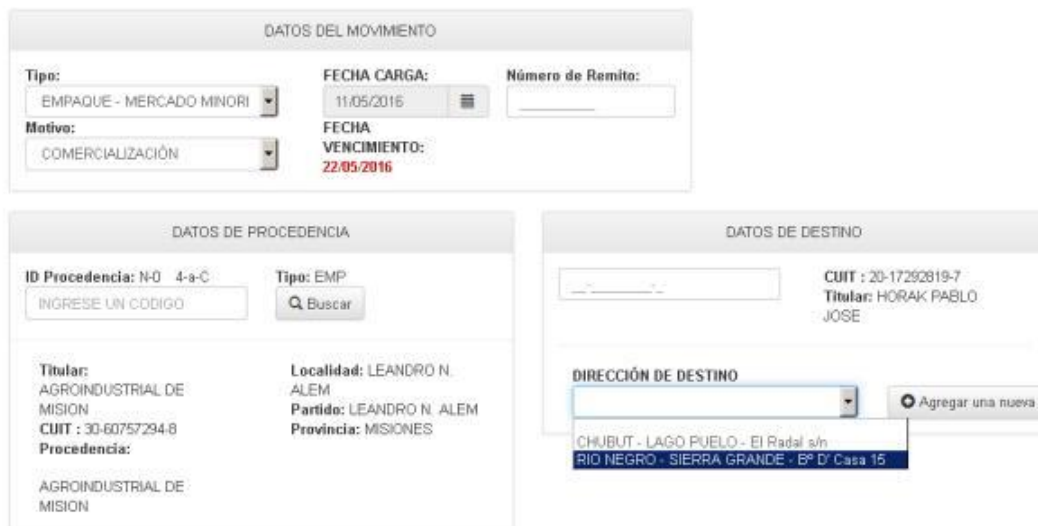 DATOS DEL MOVIMIENTO
Tipo:
EMPAQUE - MERCADO MINORI
Motivo:
COMERCIALIZACIÓN
FECHA CARGA:
11/05/2016
FECHA
VENCIMIENTO:
22/05/2016
Número de Remito:
DATOS DE PROCEDENCIA
ID Procedencia: N-0 4-a-C
INGRESE UN CODIGO
Tipo: EMP
Buscar
Titular:
AGROINDUSTRIAL DE
MISION
CUIT : 30-60757294-8
Procedencia:
AGROINDUSTRIAL DE
MISION
Localidad: LEANDRO N.
ALEM
Partido: LEANDRO N. ALEM
Provincia: MISIONES
DATOS DE DESTINO
__-________-_
CUIT : 20-17292819-7
Titular: HORAK PABLO
JOSE
DIRECCIÓN DE DESTINO
Agregar una nueva
CHUBUT - LAGO PUELO - El Radal s/n
RIO NEGRO - SIERRA GRANDE - Bº D' Casa 15